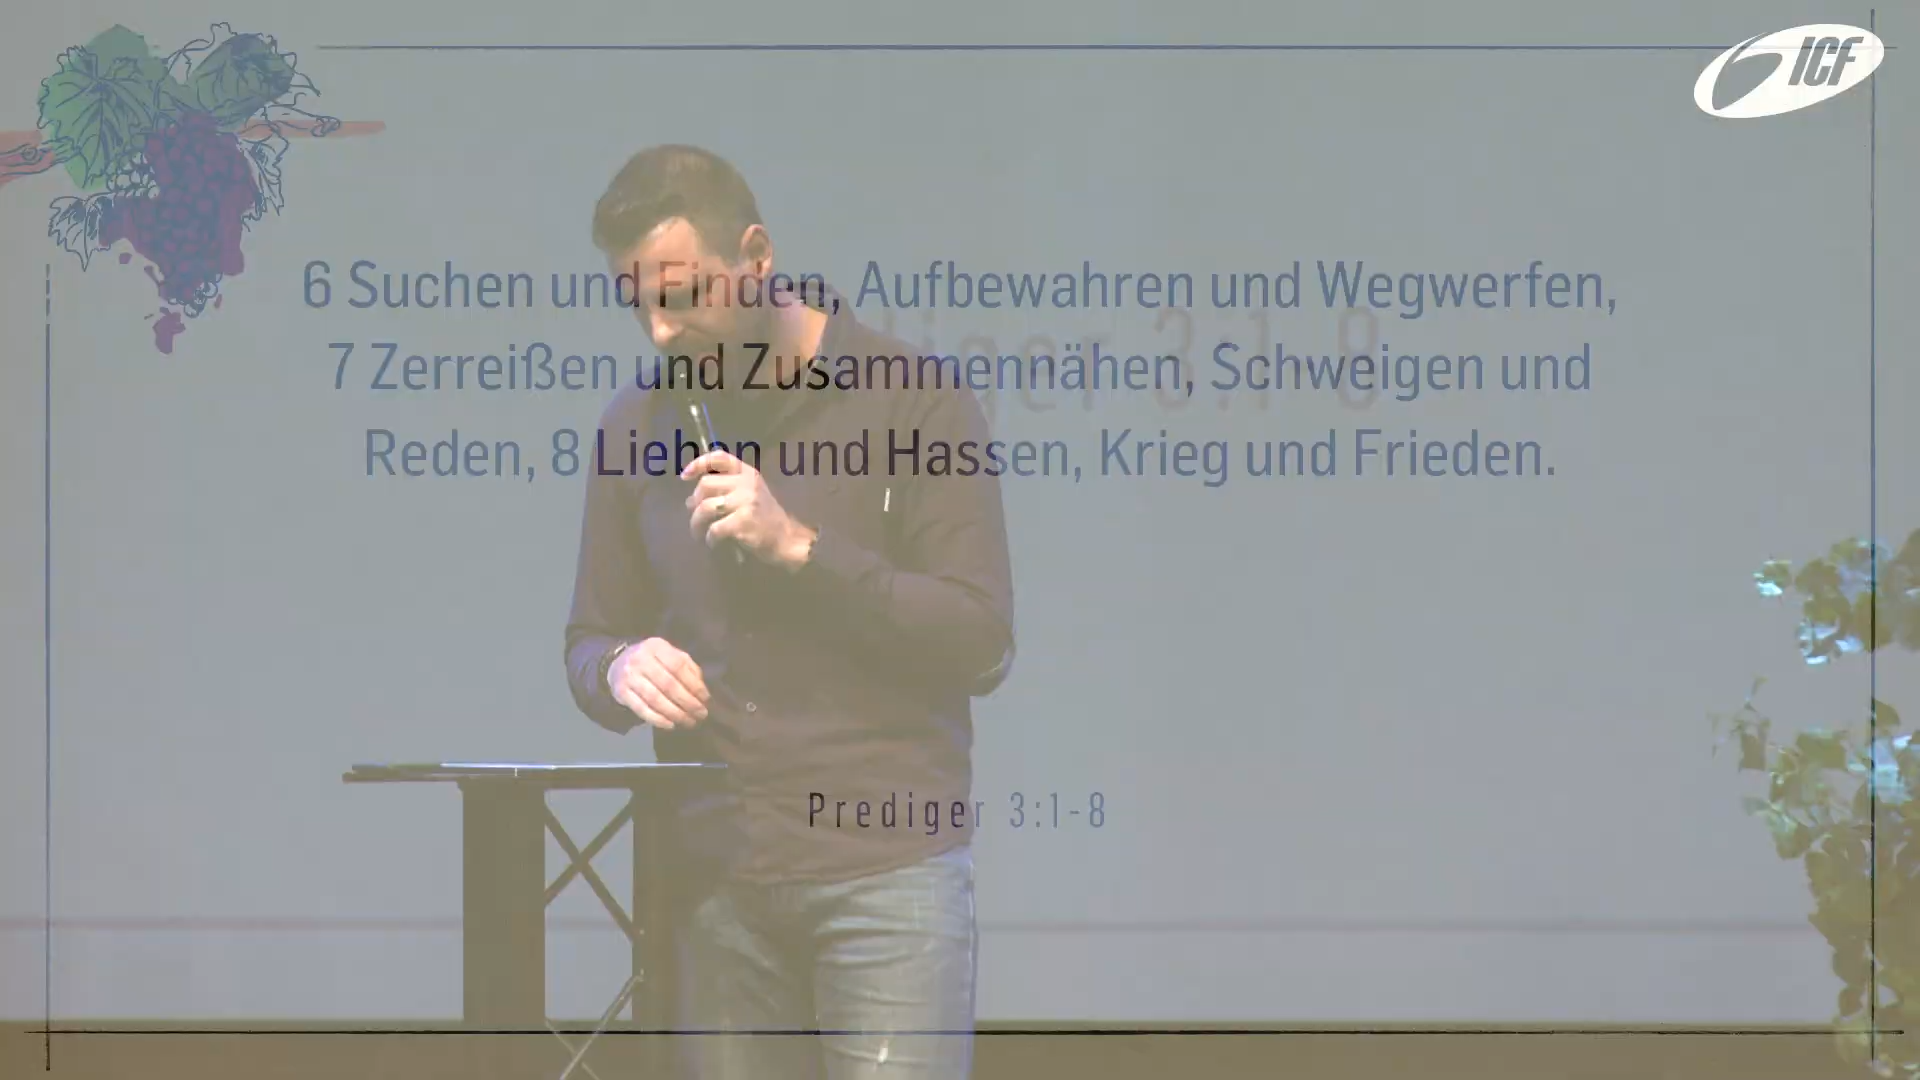 ICF
6 Suchen und Finden, Aufbewahren und Wegwerfen,
7 Zerreißen und Zusammennähen, Schweigen und
Reden, 8 Lieben und Hassen, Krieg und Frieden.
Prediger 3:1-8